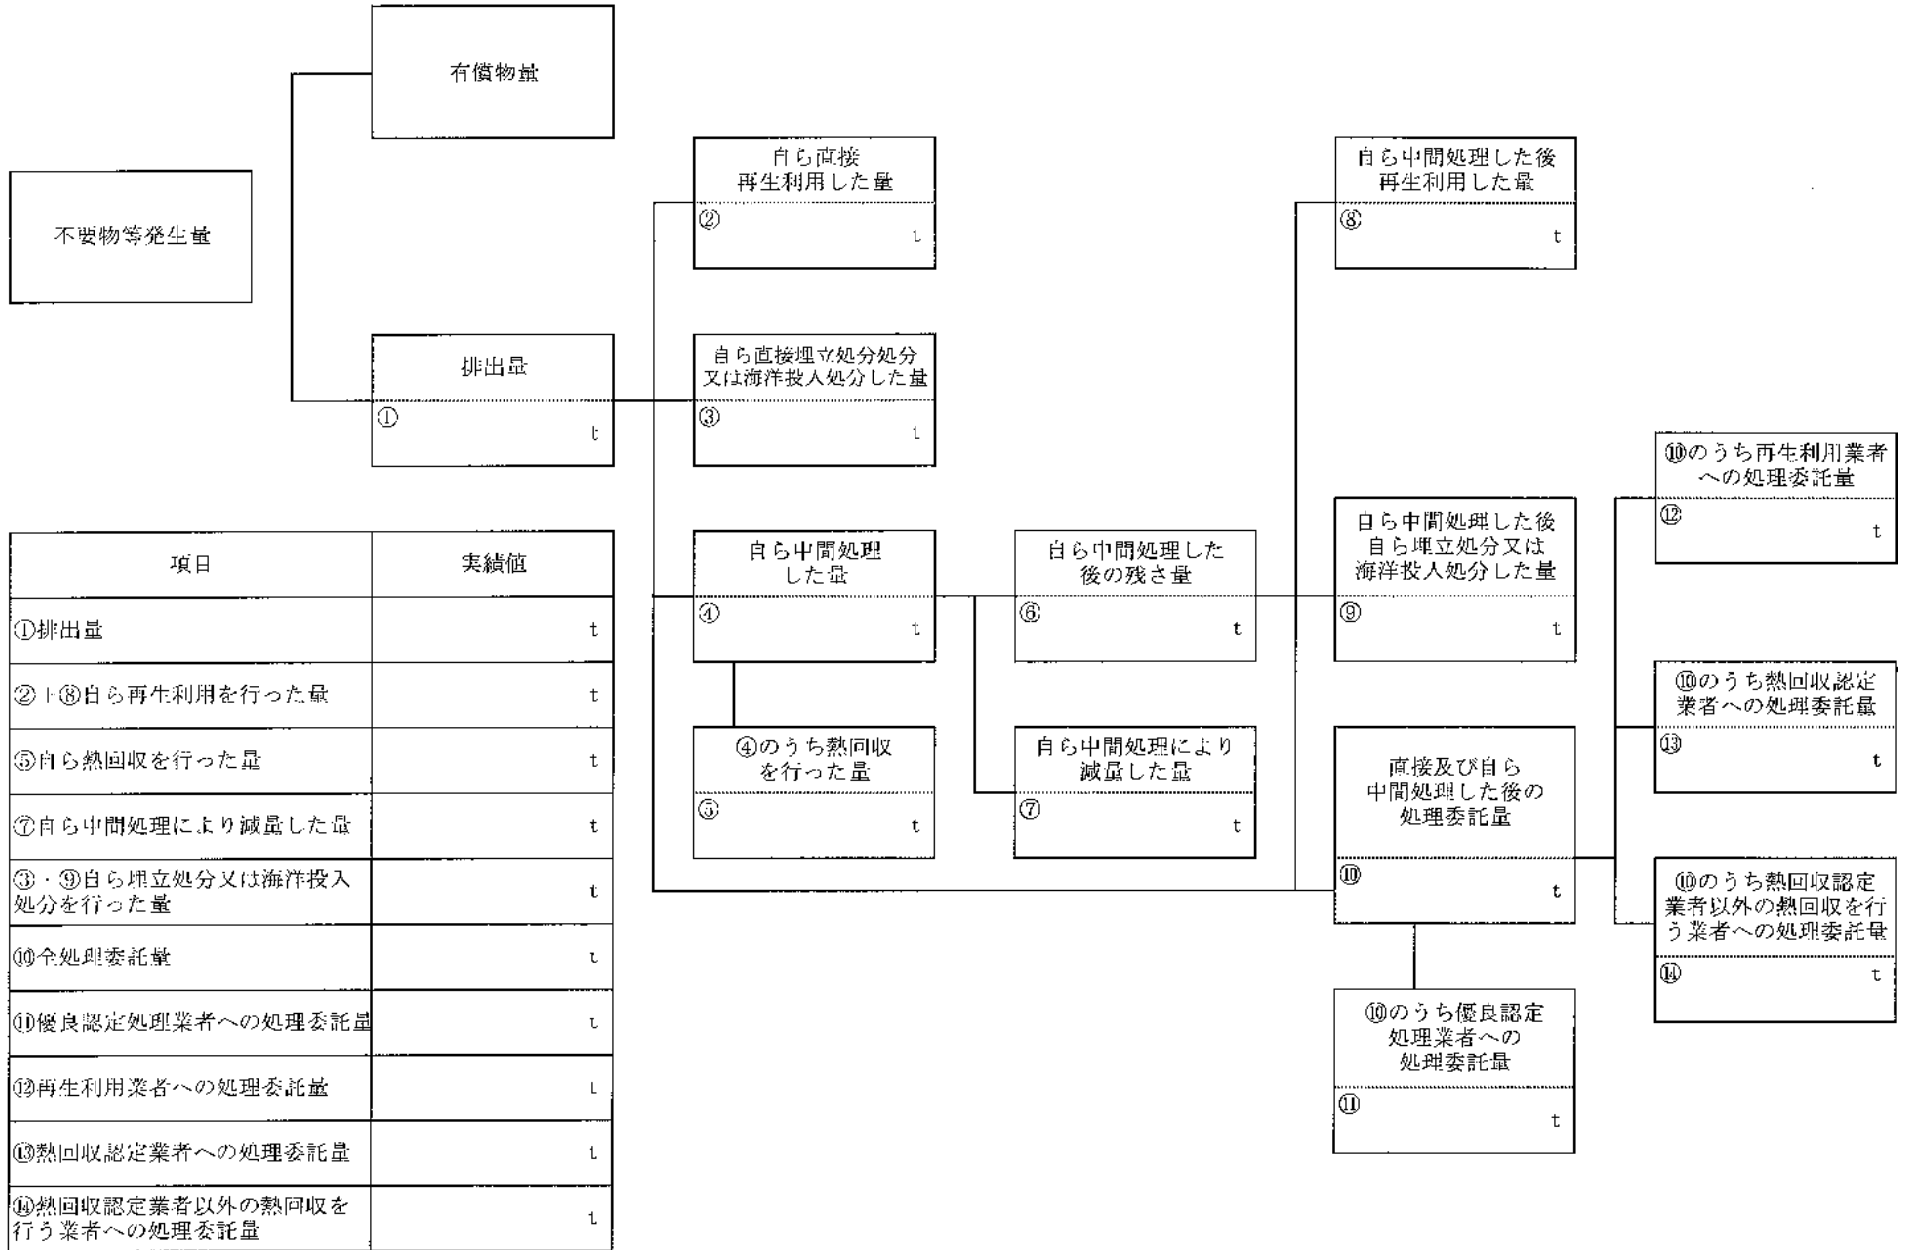 有償物量
不要物等発生量
排出量
①
t
自ら直接
再生利用した量
②
t
自ら直接埋立処分処分
又は海洋投入処分した量
③
t
自ら中間処理
した量
④
t
④のうち熱回収
を行った量
⑤
t
自ら中間処理した
後の残さ量
⑥
t
自ら中間処理により
減量した量
⑦
t
自ら中間処理した後
再生利用した量
⑧
t
自ら中間処理した後
自ら埋立処分又は
海洋投入処分した量
⑨
t
直接及び自ら
中間処理した後の
処理委託量
⑩
t
⑩のうち優良認定
処理業者への
処理委託量
⑪
t
⑩のうち再生利用業者
への処理委託量
⑫
t
⑩のうち熱回収認定
業者への処理委託量
⑬
t
⑩のうち熱回収認定
業者以外の熱回収を行
う業者への処理委託量
⑭
t
項目 実績値
①排出量 t
②+⑧自ら再生利用を行った量 t
⑤自ら熱回収を行った量 t
⑦自ら中間処理により減量した量 t
③・⑨自ら埋立処分又は海洋投入
処分を行った量 t
⑩全処理委託量 t
⑪優良認定処理業者への処理委託量 t
⑫再生利用業者への処理委託量 t
⑬熱回収認定業者への処理委託量 t
⑭熱回収認定業者以外の熱回収を
行う業者への処理委託量 t